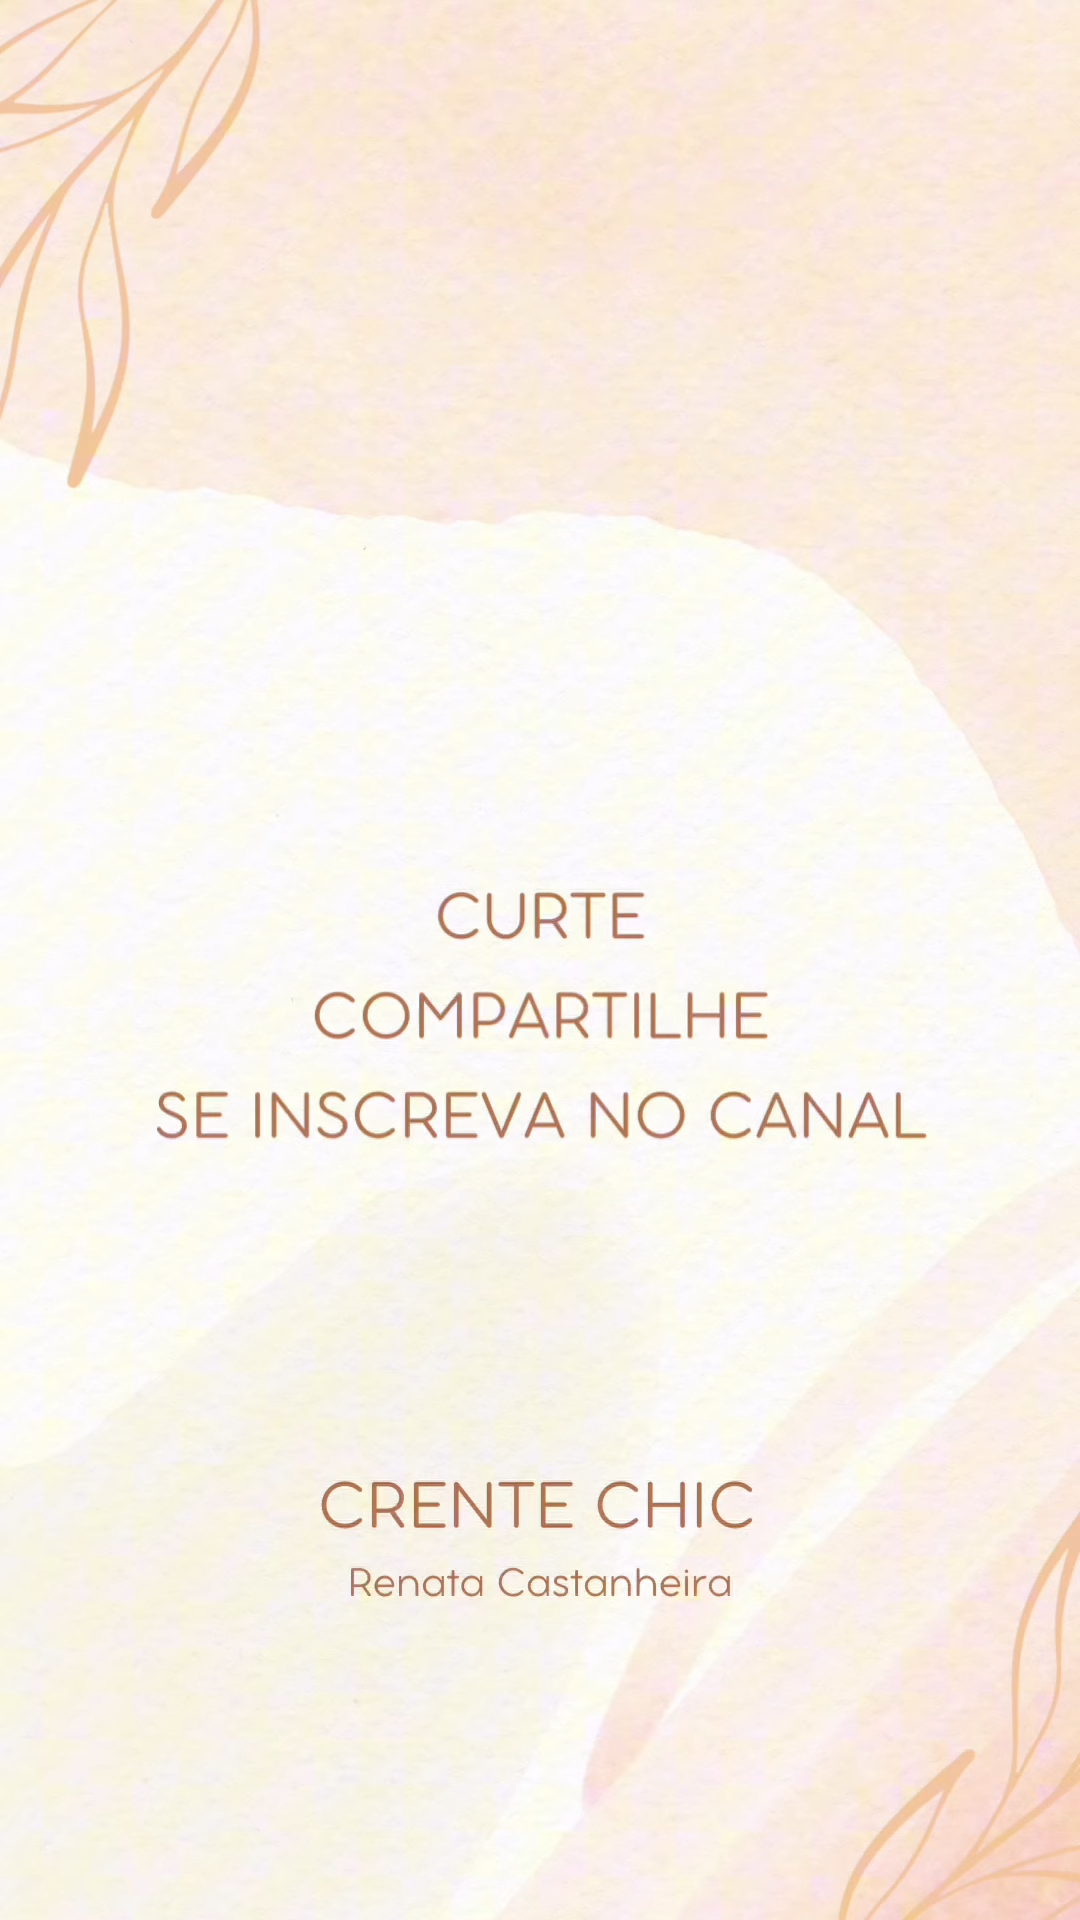 CURTE
COMPARTILHE
SE INSCREVA NO CANAL
CRENTE CHIC
Renata Castanheira